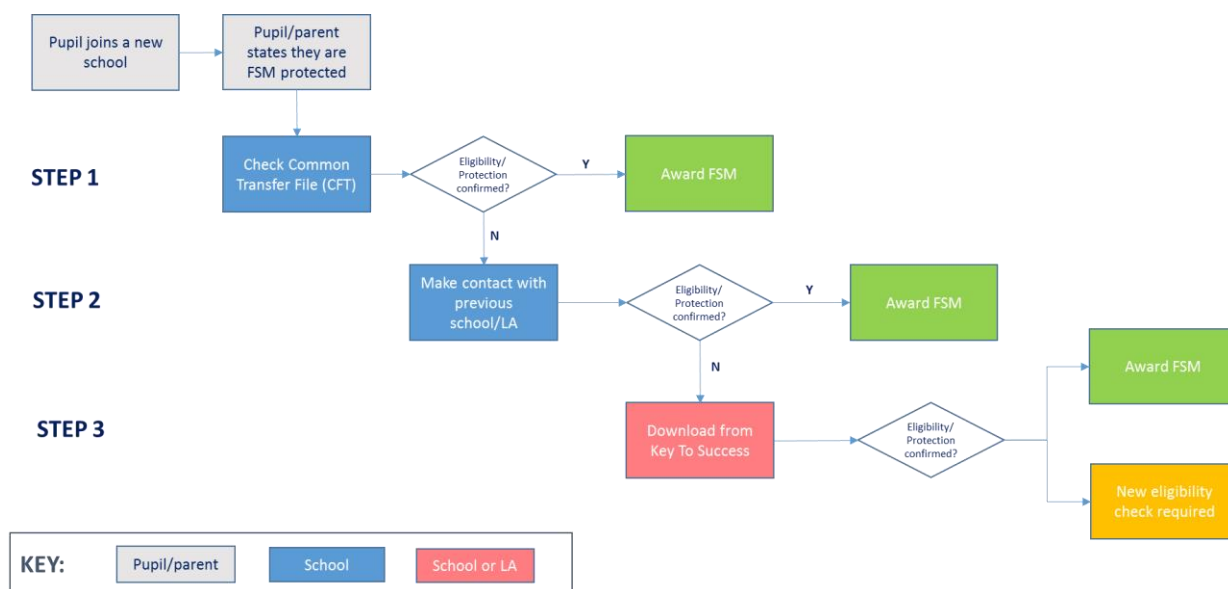 Pupil joins a new
school
Pupil/parent
states they are
FSM protected
STEP 1
Check Common
Transfer File (CFT)
Eligibility/
Protection
confirmed?
Y
Award FSM
N
STEP 2
Make contact with
previous
school/LA
Eligibility/
Protection
confirmed?
Y
Award FSM
N
STEP 3
Download from
Key To Success
Eligibility/
Protection
confirmed?
Award FSM
New eligibility
check required
KEY:
Pupil/parent
School
School or LA